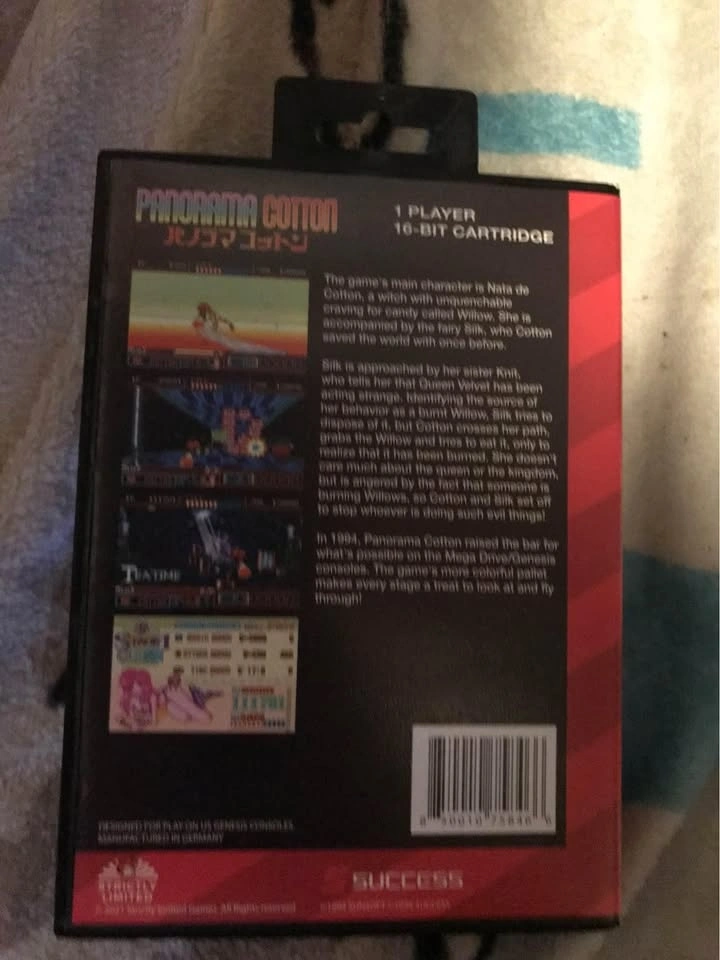 PANORAMA COTTON
パノラマ コットン
1 PLAYER
16-BIT CARTRIDGE
The game's main character is Nata de
Cotton, a witch with unquenchable
craving for candy called Willow. She is
accompanied by the fairy Silk, who Cotton
saved the world with once before.
Silk is approached by her sister Knit,
who tells her that Queen Velvet has been
acting strange. Identifying the source of
her behavior as a burnt Willow, Silk tries to
dispose of it, but Cotton crosses her path,
grabs the Willow and tries to eat it, only to
realize that it has been burned. She doesn't
care much about the queen or the kingdom,
but is angered by the fact that someone is
burning Willows, so Cotton and Silk set off
to stop whoever is doing such evil things!
In 1994, Panorama Cotton raised the bar for
what's possible on the Mega Drive/Genesis
consoles. The game's more colorful pallet
makes every stage a treat to look at and fly
through!
TEATIME
DESIGNED FOR PLAY ON US GENESIS CONSOLES
MANUFACTURED IN GERMANY
STRICTLY
LIMITED
SUCCESS
© 2021 Strictly Limited Games. All Rights reserved